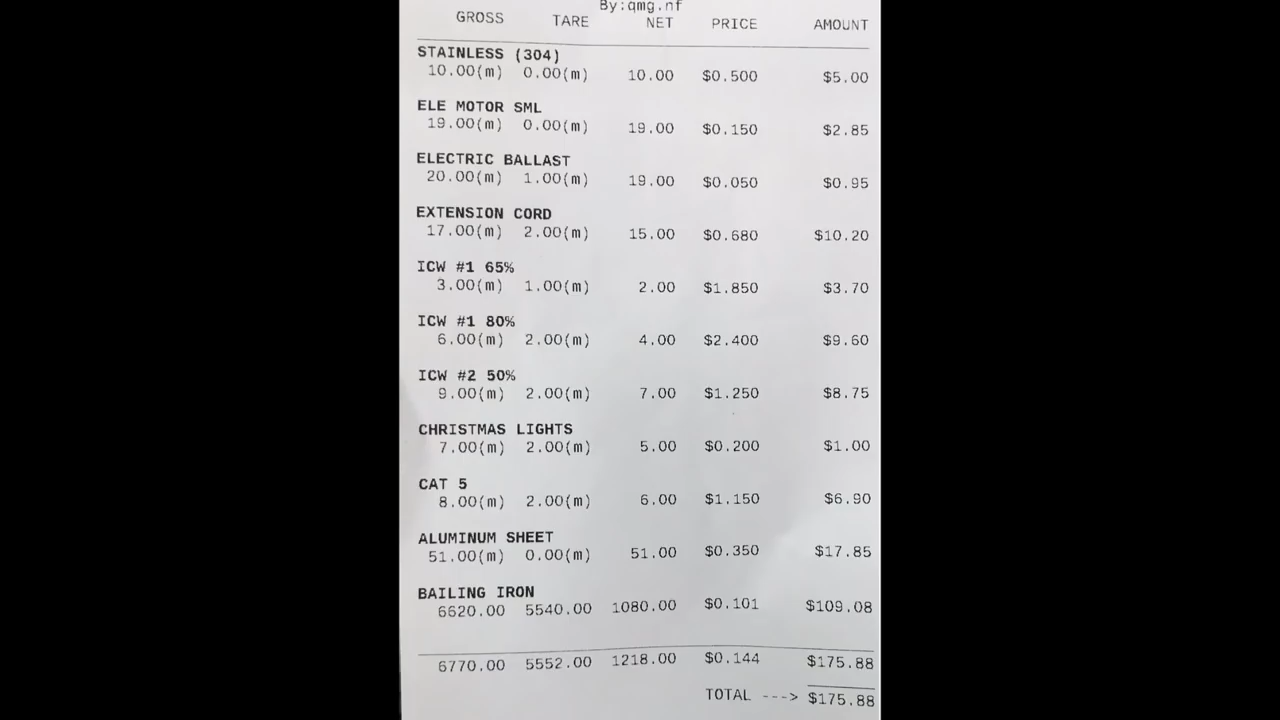 By:qmg.nf
GROSS TARE NET PRICE AMOUNT
STAINLESS (304)
10.00(m) 0.00(m) 10.00 $0.500 $5.00
ELE MOTOR SML
19.00(m) 0.00(m) 19.00 $0.150 $2.85
ELECTRIC BALLAST
20.00(m) 1.00(m) 19.00 $0.050 $0.95
EXTENSION CORD
17.00(m) 2.00(m) 15.00 $0.680 $10.20
ICW #1 65%
3.00(m) 1.00(m) 2.00 $1.850 $3.70
ICW #1 80%
6.00(m) 2.00(m) 4.00 $2.400 $9.60
ICW #2 50%
9.00(m) 2.00(m) 7.00 $1.250 $8.75
CHRISTMAS LIGHTS
7.00(m) 2.00(m) 5.00 $0.200 $1.00
CAT 5
8.00(m) 2.00(m) 6.00 $1.150 $6.90
ALUMINUM SHEET
51.00(m) 0.00(m) 51.00 $0.350 $17.85
BAILING IRON
6620.00 5540.00 1080.00 $0.101 $109.08
6770.00 5552.00 1218.00 $0.144 $175.88
TOTAL ---> $175.88